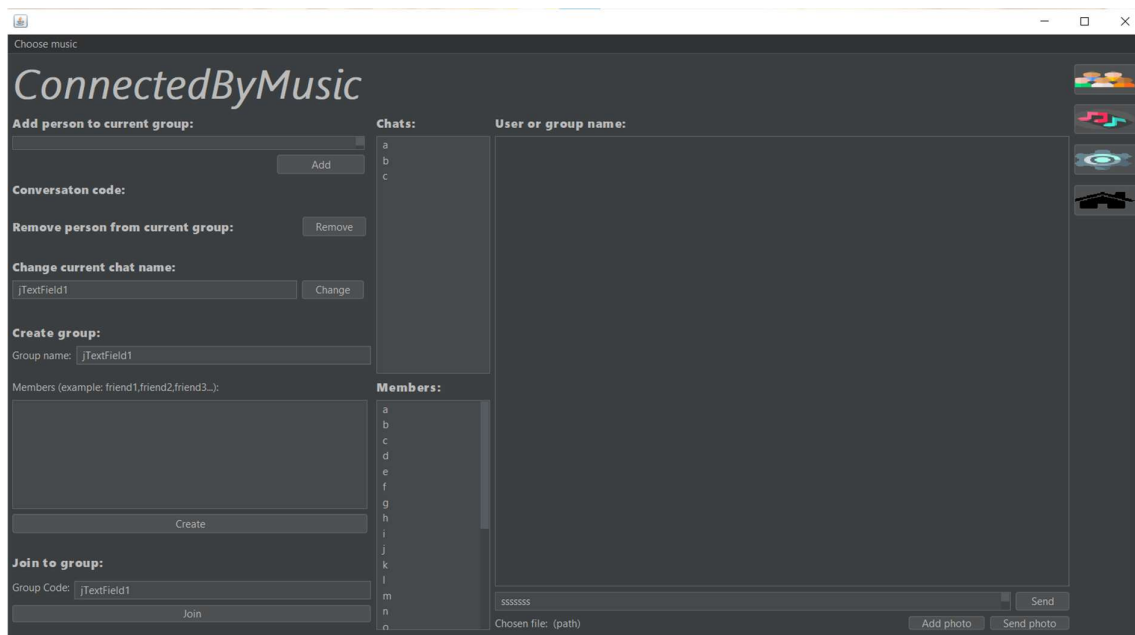 Choose music
ConnectedByMusic
Add person to current group:
Add
Conversaton code:
Remove person from current group:
Remove
Change current chat name:
jTextField1
Change
Create group:
Group name:
jTextField1
Members (example: friend1,friend2,friend3...):
Create
Join to group:
Group Code:
jTextField1
Join
Chats:
a
b
c
Members:
a
b
c
d
e
f
g
h
i
j
k
l
m
n
o
User or group name:
sssssss
Send
Chosen file: (path)
Add photo
Send photo